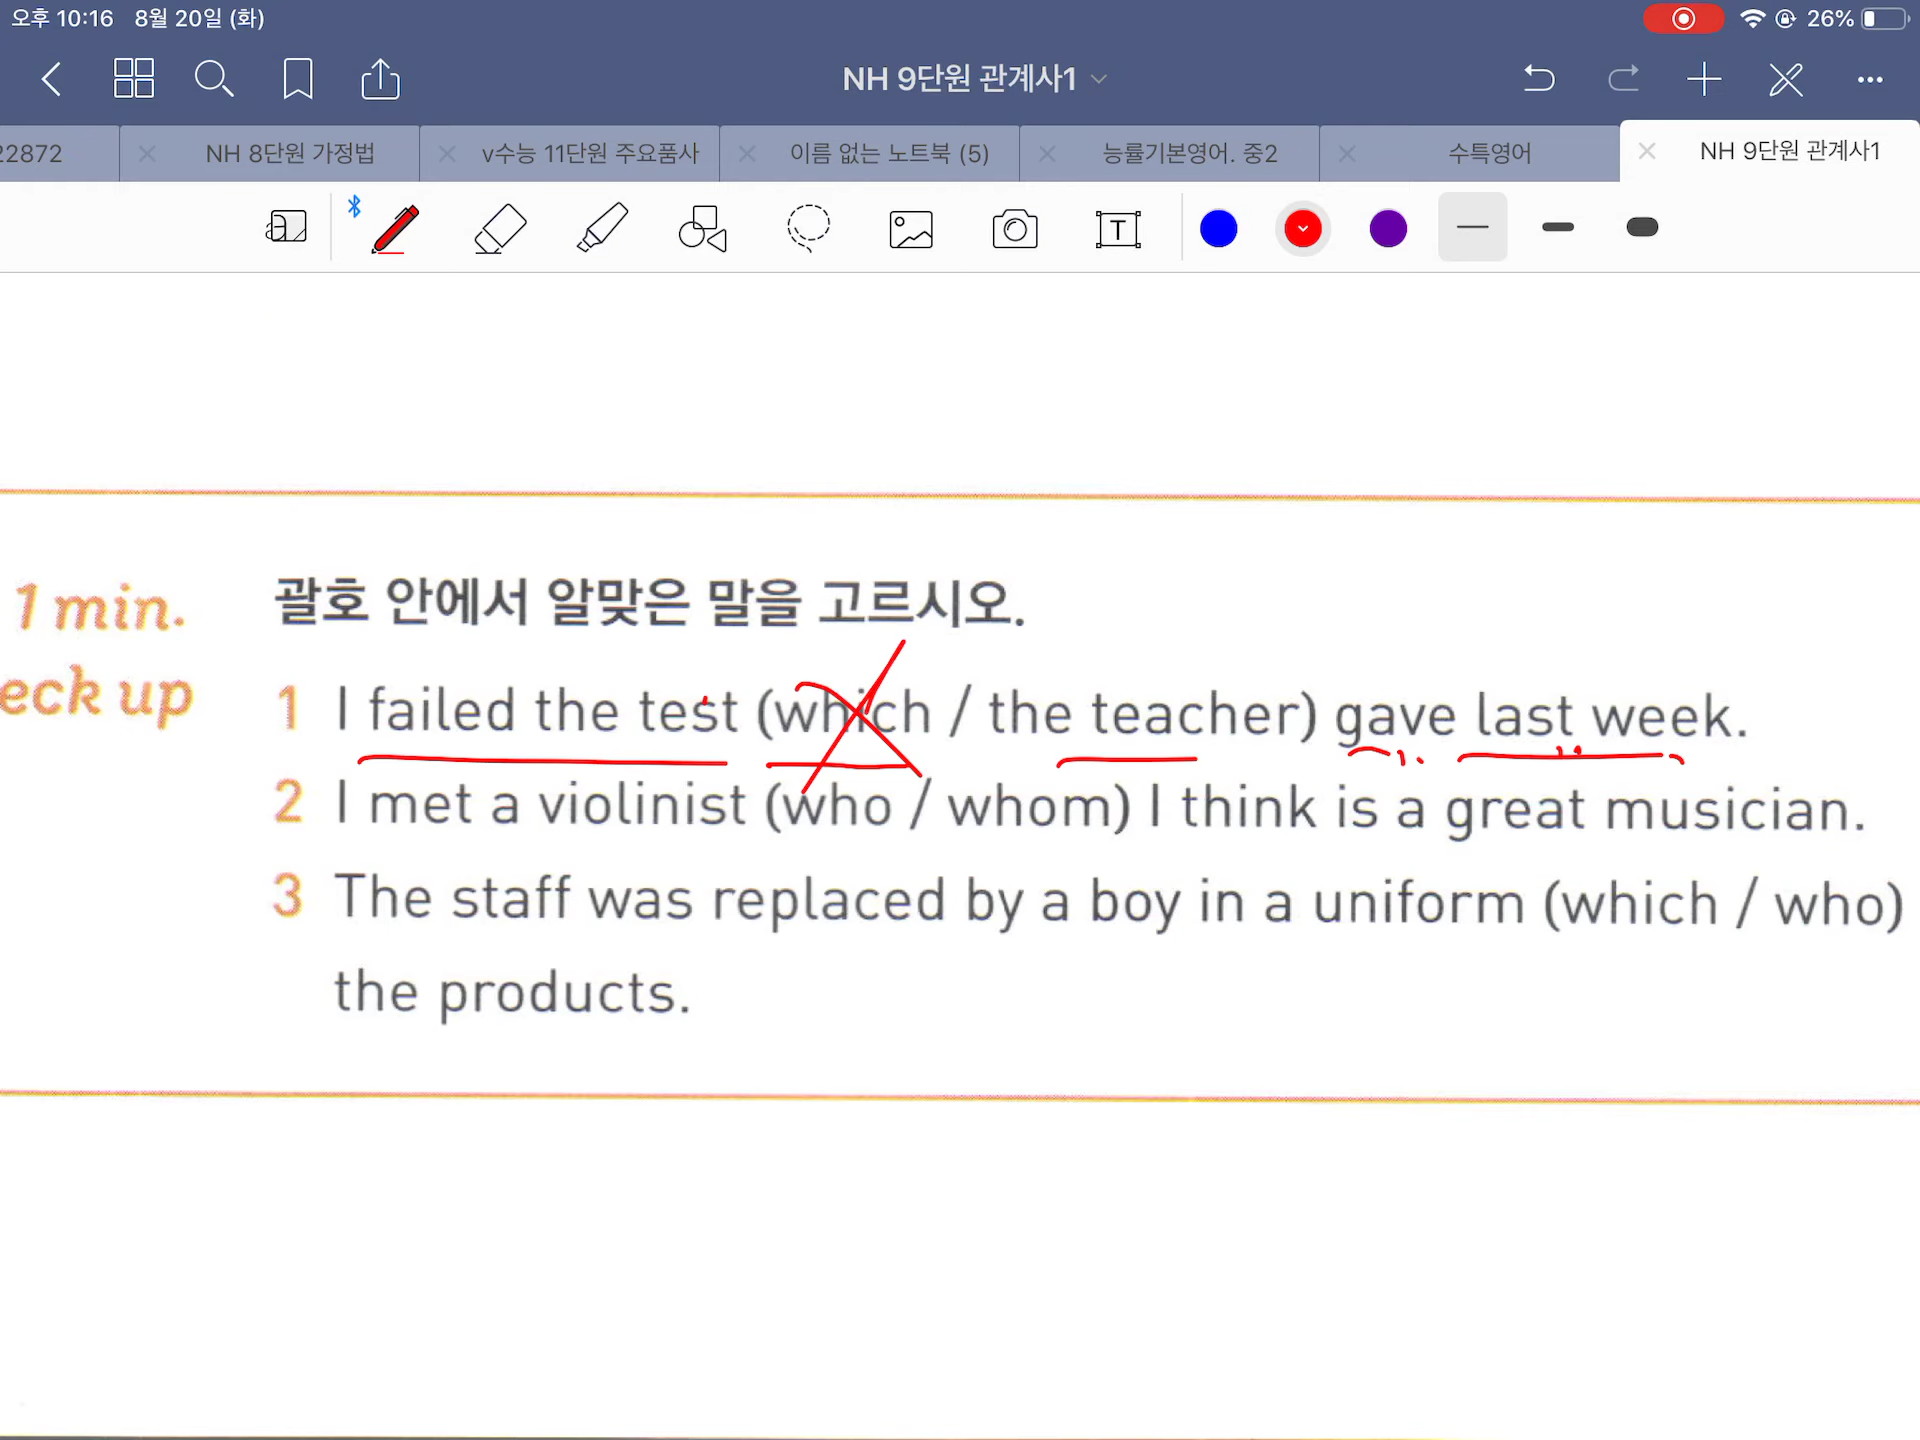 오후 10:16 8월 20일 (화) 26%
NH 9단원 관계사1
22872 NH 8단원 가정법 v수능 11단원 주요품사 이름 없는 노트북 (5) 능률기본영어. 중2 수특영어 NH 9단원 관계사1
1 min. 괄호 안에서 알맞은 말을 고르시오.
eck up 1 I failed the test (which / the teacher) gave last week.
2 I met a violinist (who / whom) I think is a great musician.
3 The staff was replaced by a boy in a uniform (which / who)
the products.